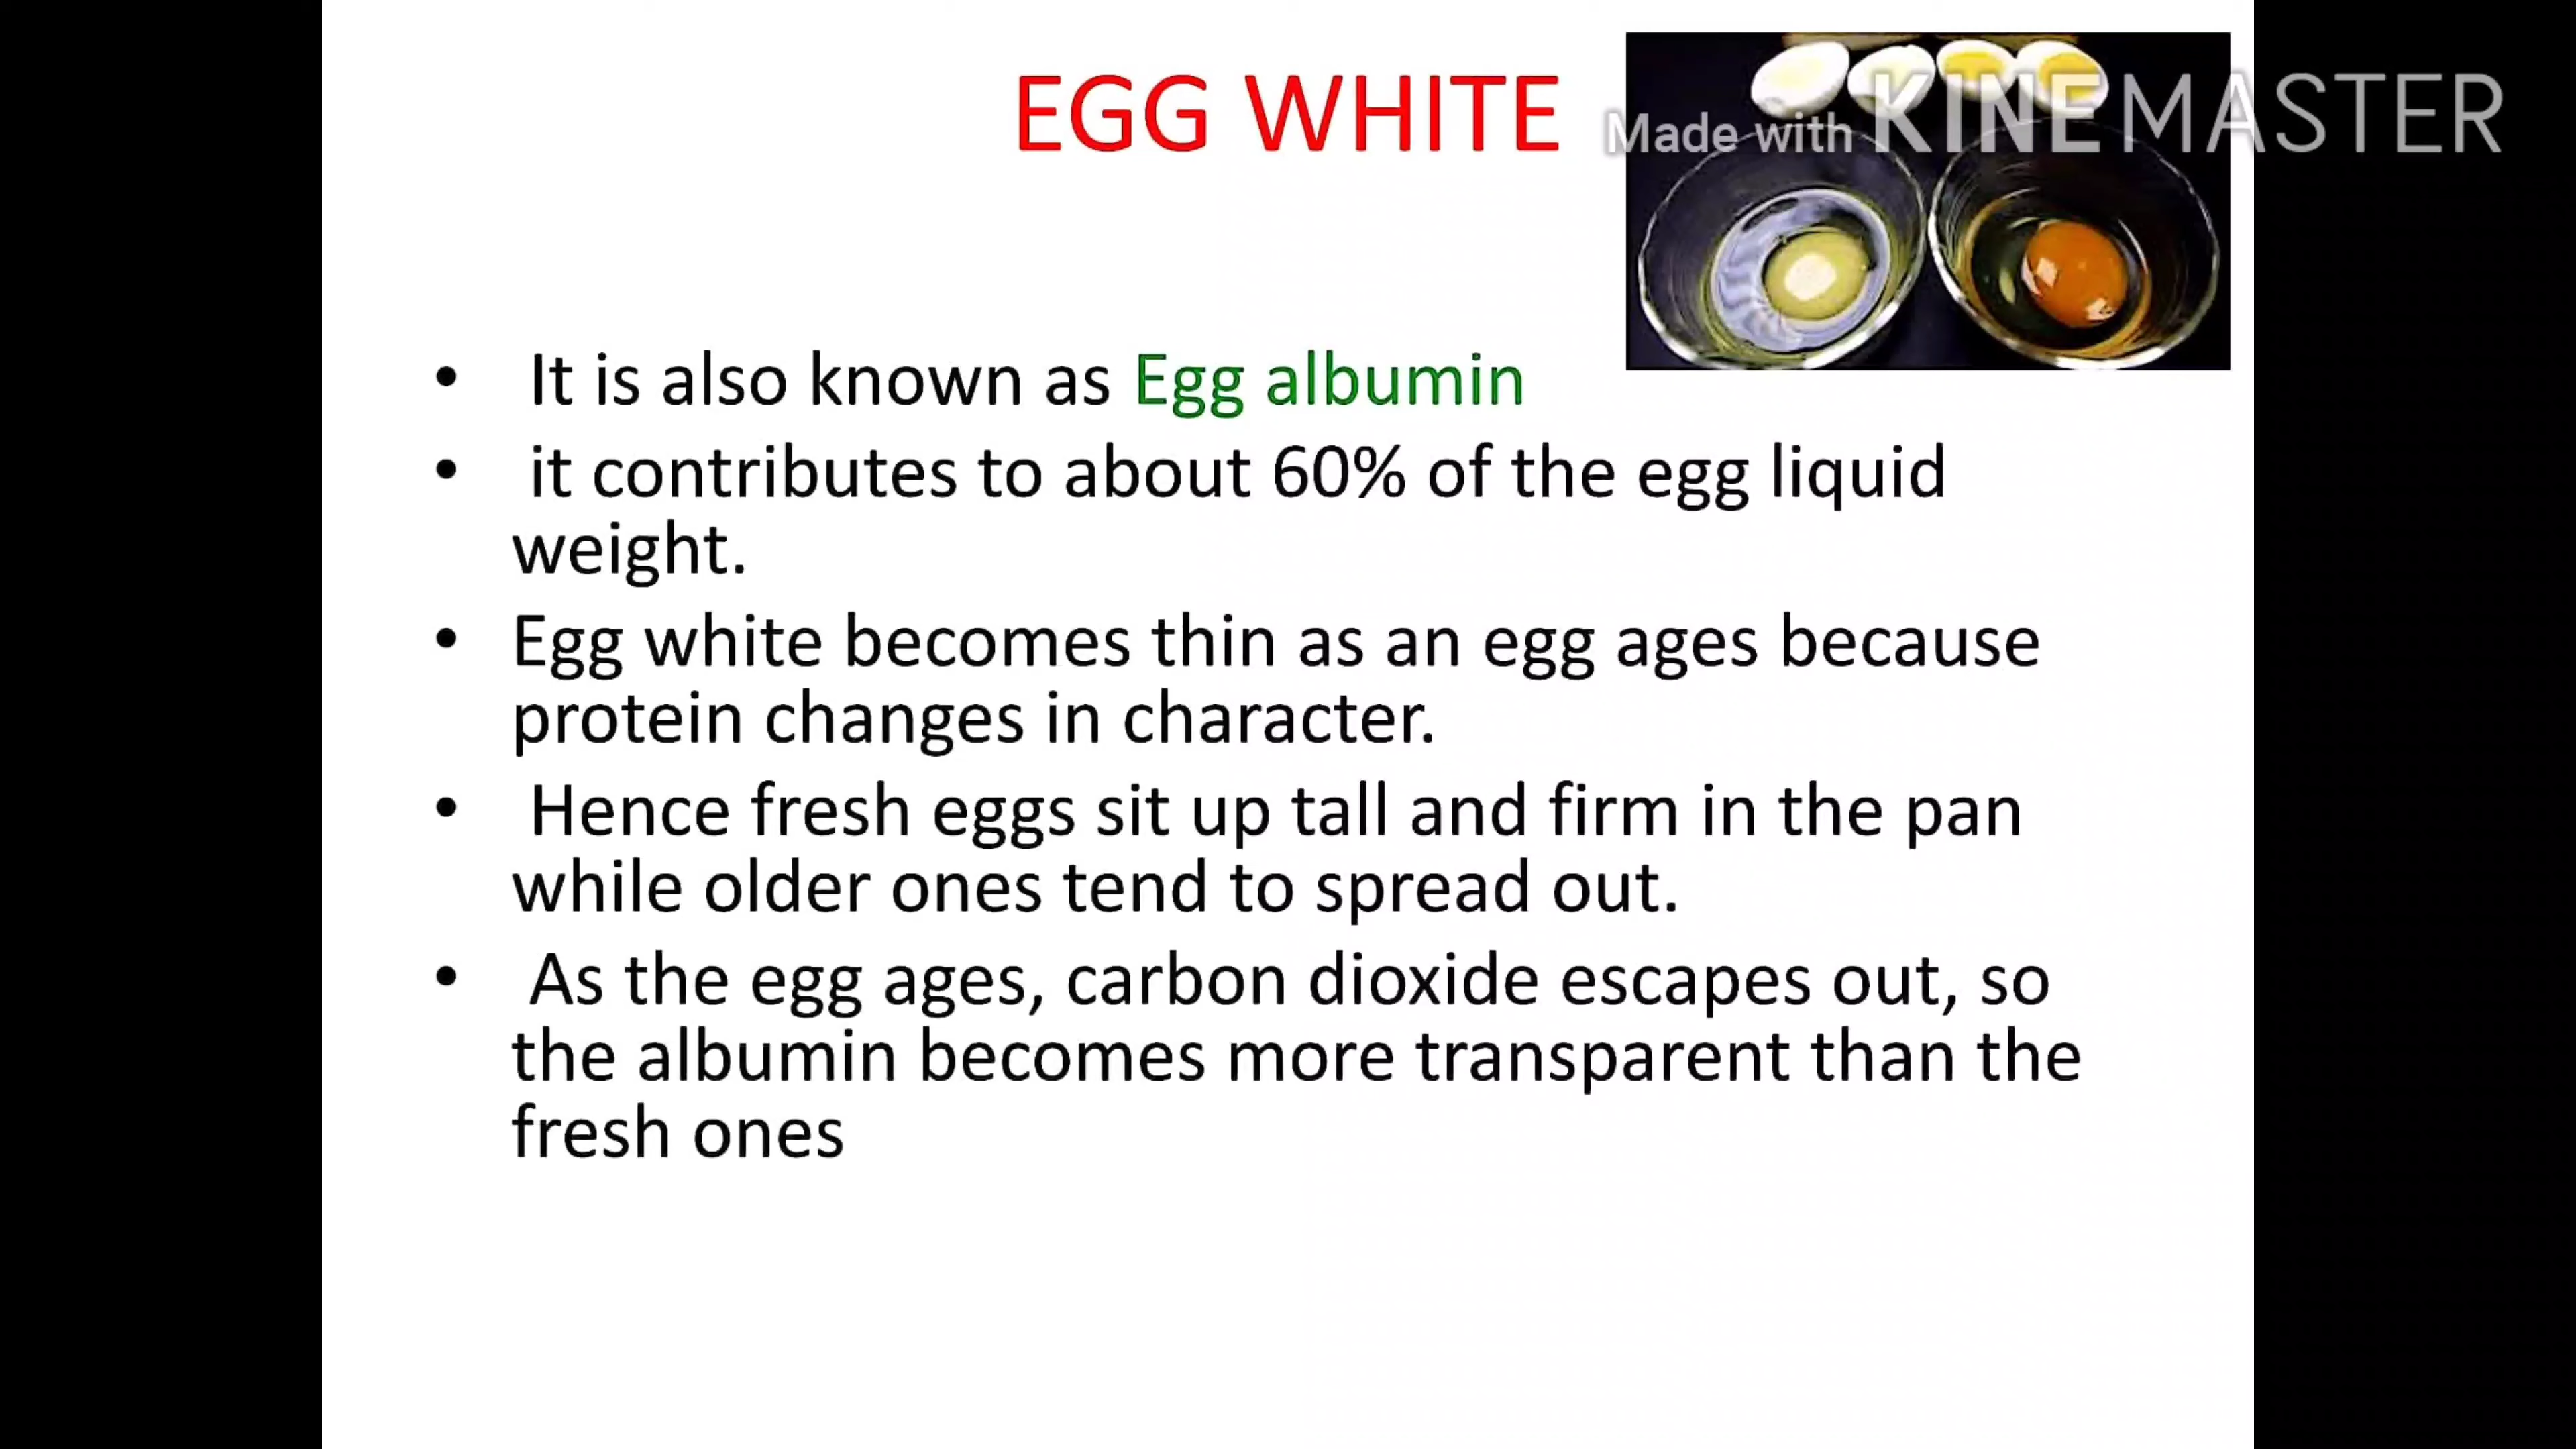 EGG WHITE
Made with KINEMASTER
• It is also known as Egg albumin
• it contributes to about 60% of the egg liquid
weight.
• Egg white becomes thin as an egg ages because
protein changes in character.
• Hence fresh eggs sit up tall and firm in the pan
while older ones tend to spread out.
• As the egg ages, carbon dioxide escapes out, so
the albumin becomes more transparent than the
fresh ones